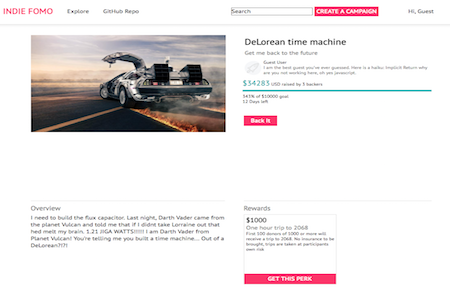 INDIE FOMO Explore GitHub Repo Search CREATE A CAMPAIGN Hi, Guest
DeLorean time machine
Get me back to the future
Guest User
I am the best guest you've ever guessed. Here is a haiku: Implicit Return why
are you not working here, oh yes javascript.
$34283 USD raised by 5 backers
343% of $10000 goal
12 Days left
Back It
Overview
I need to build the flux capacitor. Last night, Darth Vader came from
the planet Vulcan and told me that if I didnt take Lorraine out that
hed melt my brain. 1.21 JIGA WATTS!!!!! I am Darth Vader from
Planet Vulcan! You're telling me you built a time machine... Out of a
DeLorean?!?!
Rewards
$1000
One hour trip to 2068
First 100 donors of 1000 or more will
receive a trip to 2068. No insurance to be
brought, trips are taken at participants
own risk
GET THIS PERK